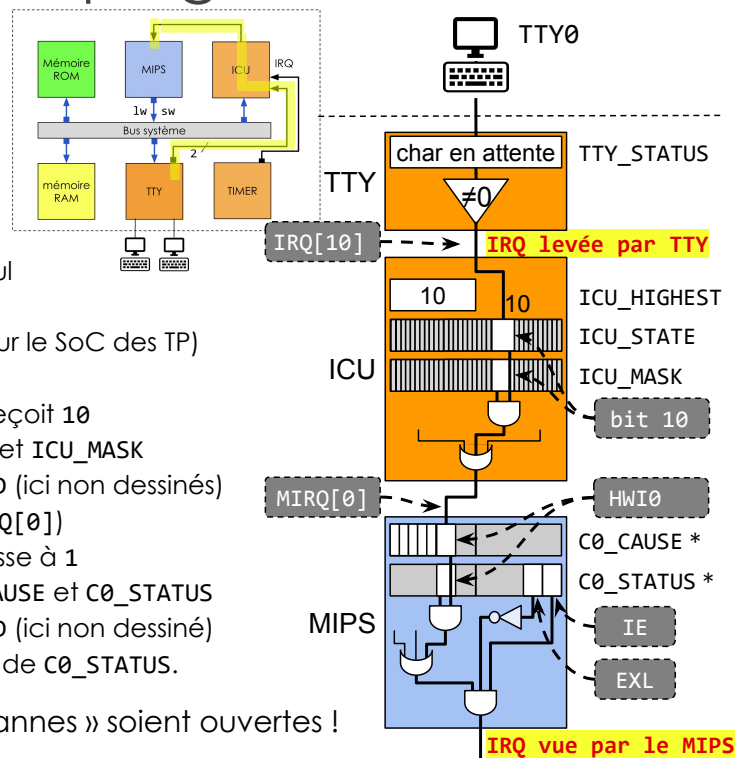 Mémoire
ROM
MIPS
ICU
IRQ
lw sw
Bus système
2
mémoire
RAM
TTY
TIMER
ur le SoC des TP)
eçoit 10
et ICU_MASK
(ici non dessinés)
Q[0])
sse à 1
AUSE et C0_STATUS
(ici non dessiné)
de C0_STATUS.
annes » soient ouvertes !
TTY0
TTY
char en attente
TTY_STATUS
≠0
IRQ[10]
IRQ levée par TTY
ICU
10
10
ICU_HIGHEST
ICU_STATE
ICU_MASK
bit 10
MIRQ[0]
HWI0
C0_CAUSE *
C0_STATUS *
MIPS
IE
EXL
IRQ vue par le MIPS